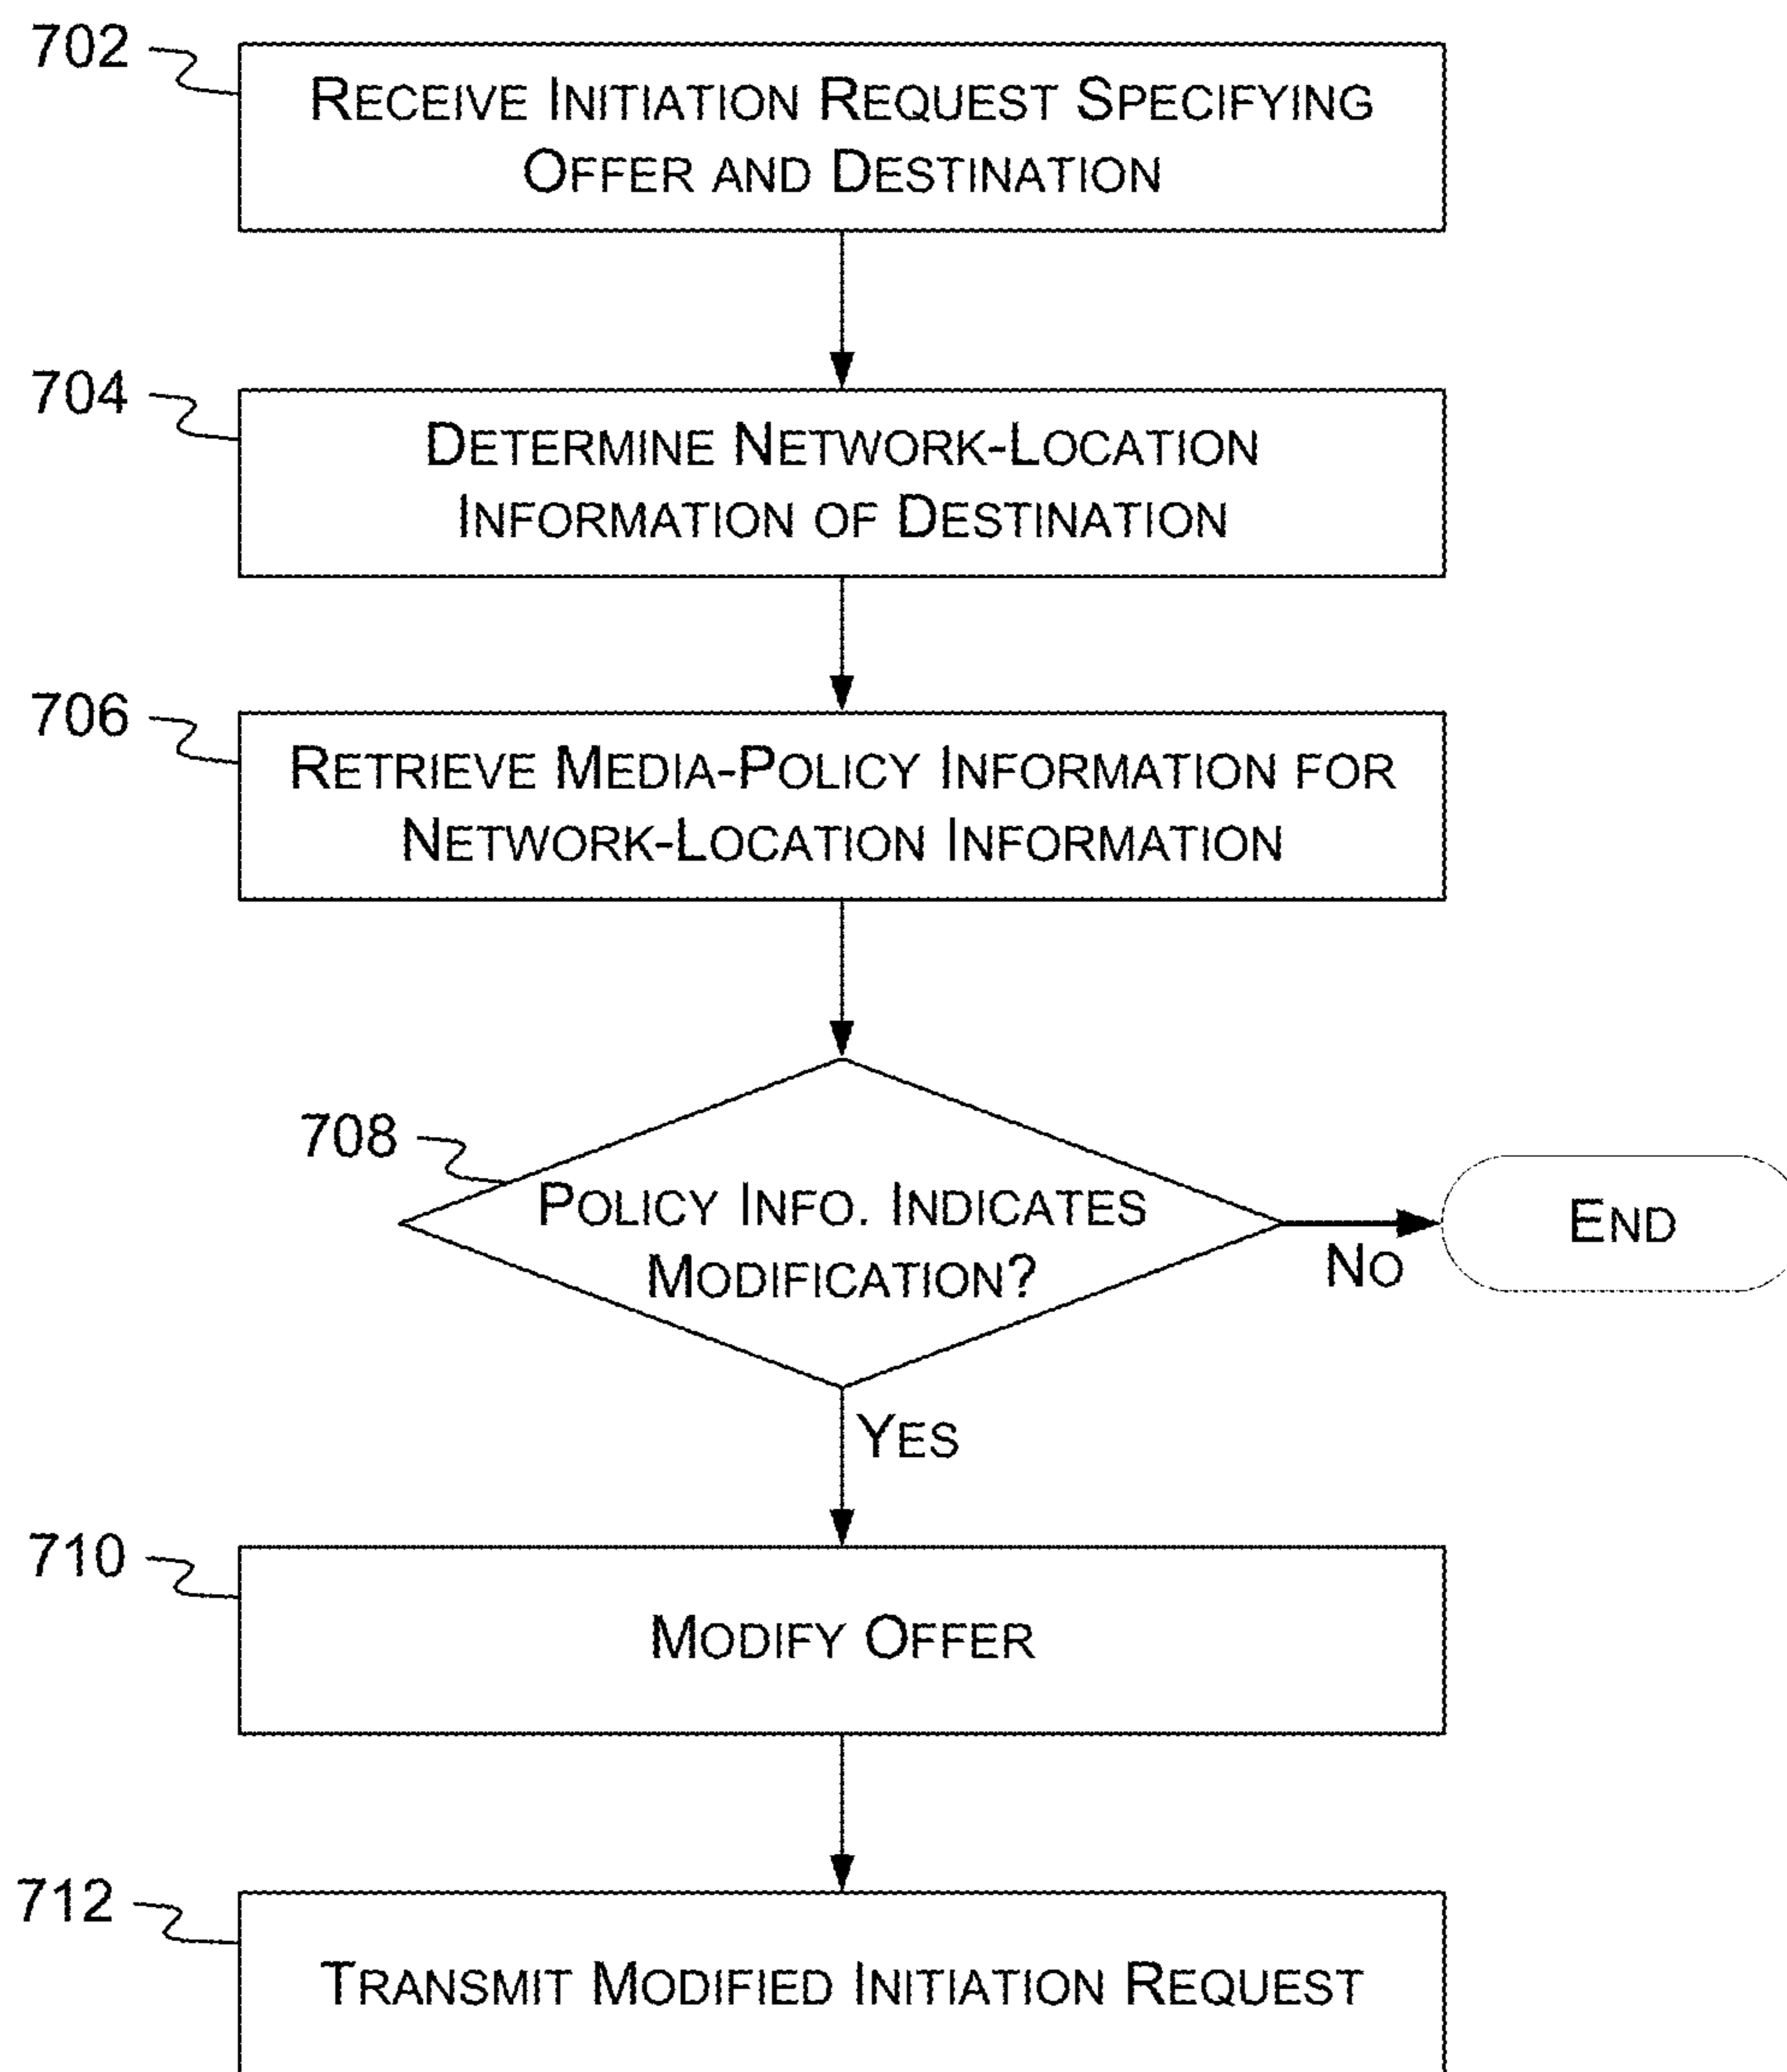 702
RECEIVE INITIATION REQUEST SPECIFYING
OFFER AND DESTINATION
704
DETERMINE NETWORK-LOCATION
INFORMATION OF DESTINATION
706
RETRIEVE MEDIA-POLICY INFORMATION FOR
NETWORK-LOCATION INFORMATION
708
POLICY INFO. INDICATES
MODIFICATION?
NO
END
YES
710
MODIFY OFFER
712
TRANSMIT MODIFIED INITIATION REQUEST